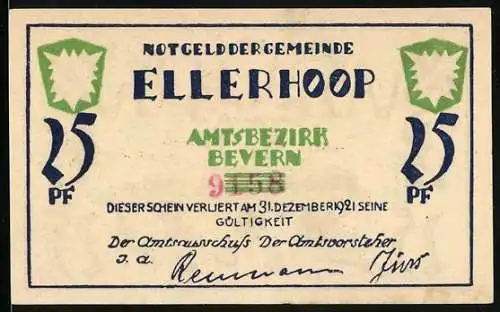 NOTGELD DER GEMEINDE
ELLERHOOP
25 PF
25 PF
AMTSBEZIRK
BEVERN
9158
DIESER SCHEIN VERLIERT AM 31. DEZEMBER 1921 SEINE
GÜLTIGKEIT
Der Amtsausschuß Der Amtsvorsteher
J. A.